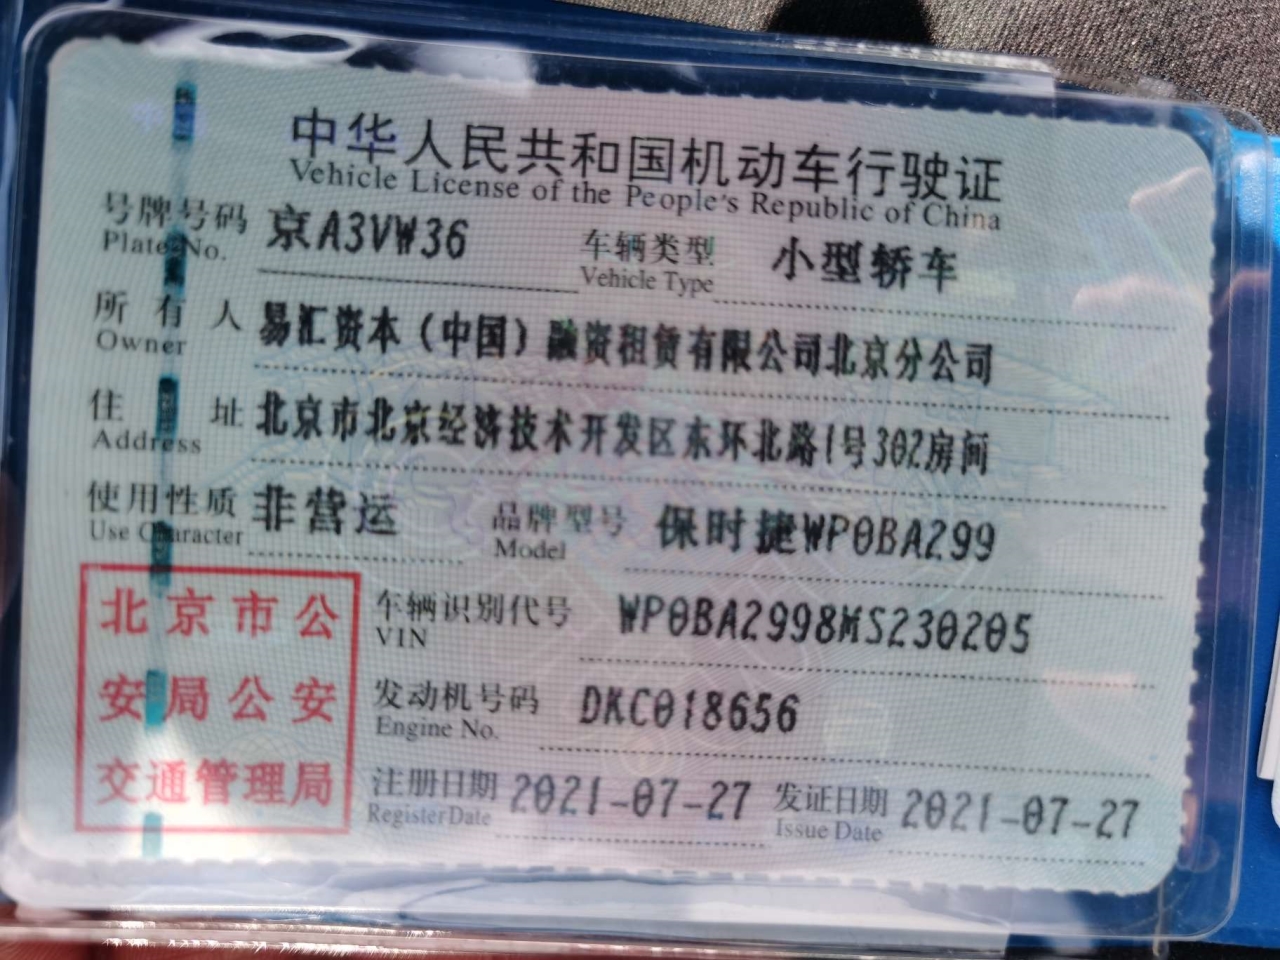 中华人民共和国机动车行驶证
Vehicle License of the People's Republic of China
号牌号码 京A3VW36 车辆类型 小型轿车
Plate No. Vehicle Type
所有人 易汇资本（中国）融资租赁有限公司北京分公司
Owner
住址 北京市北京经济技术开发区东环北路1号302房间
Address
使用性质 非营运 品牌型号 保时捷WP0BA299
Use Character Model
北京市公
安局公安
交通管理局
车辆识别代号 WP0BA2998MS230205
VIN
发动机号码 DKC018656
Engine No.
注册日期 2021-07-27 发证日期 2021-07-27
Register Date Issue Date